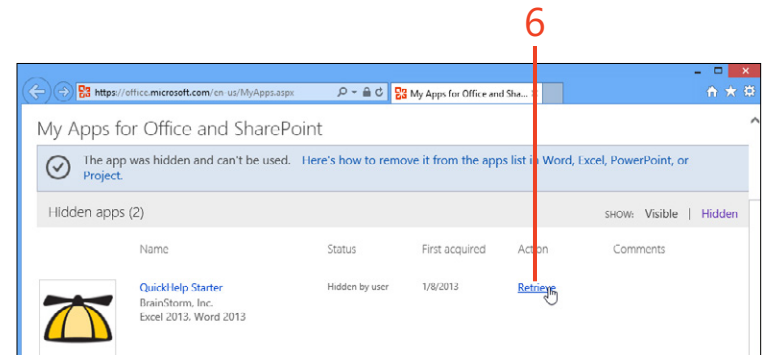 6
https://office.microsoft.com/en-us/MyApps.aspx
My Apps for Office and Sha...
My Apps for Office and SharePoint
The app was hidden and can't be used. Here's how to remove it from the apps list in Word, Excel, PowerPoint, or
Project.
Hidden apps (2)
SHOW: Visible | Hidden
Name Status First acquired Action Comments
QuickHelp Starter Hidden by user 1/8/2013 Retrieve
BrainStorm, Inc.
Excel 2013, Word 2013